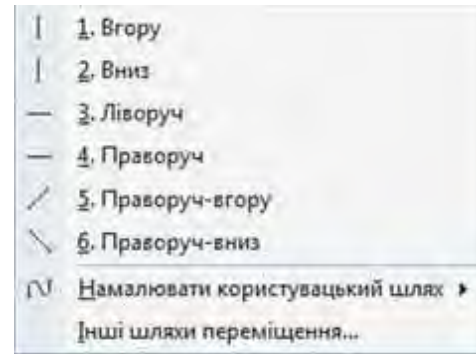 1. Вгору
2. Вниз
3. Ліворуч
4. Праворуч
5. Праворуч-вгору
6. Праворуч-вниз
Намалювати користувацький шлях
Інші шляхи переміщення...